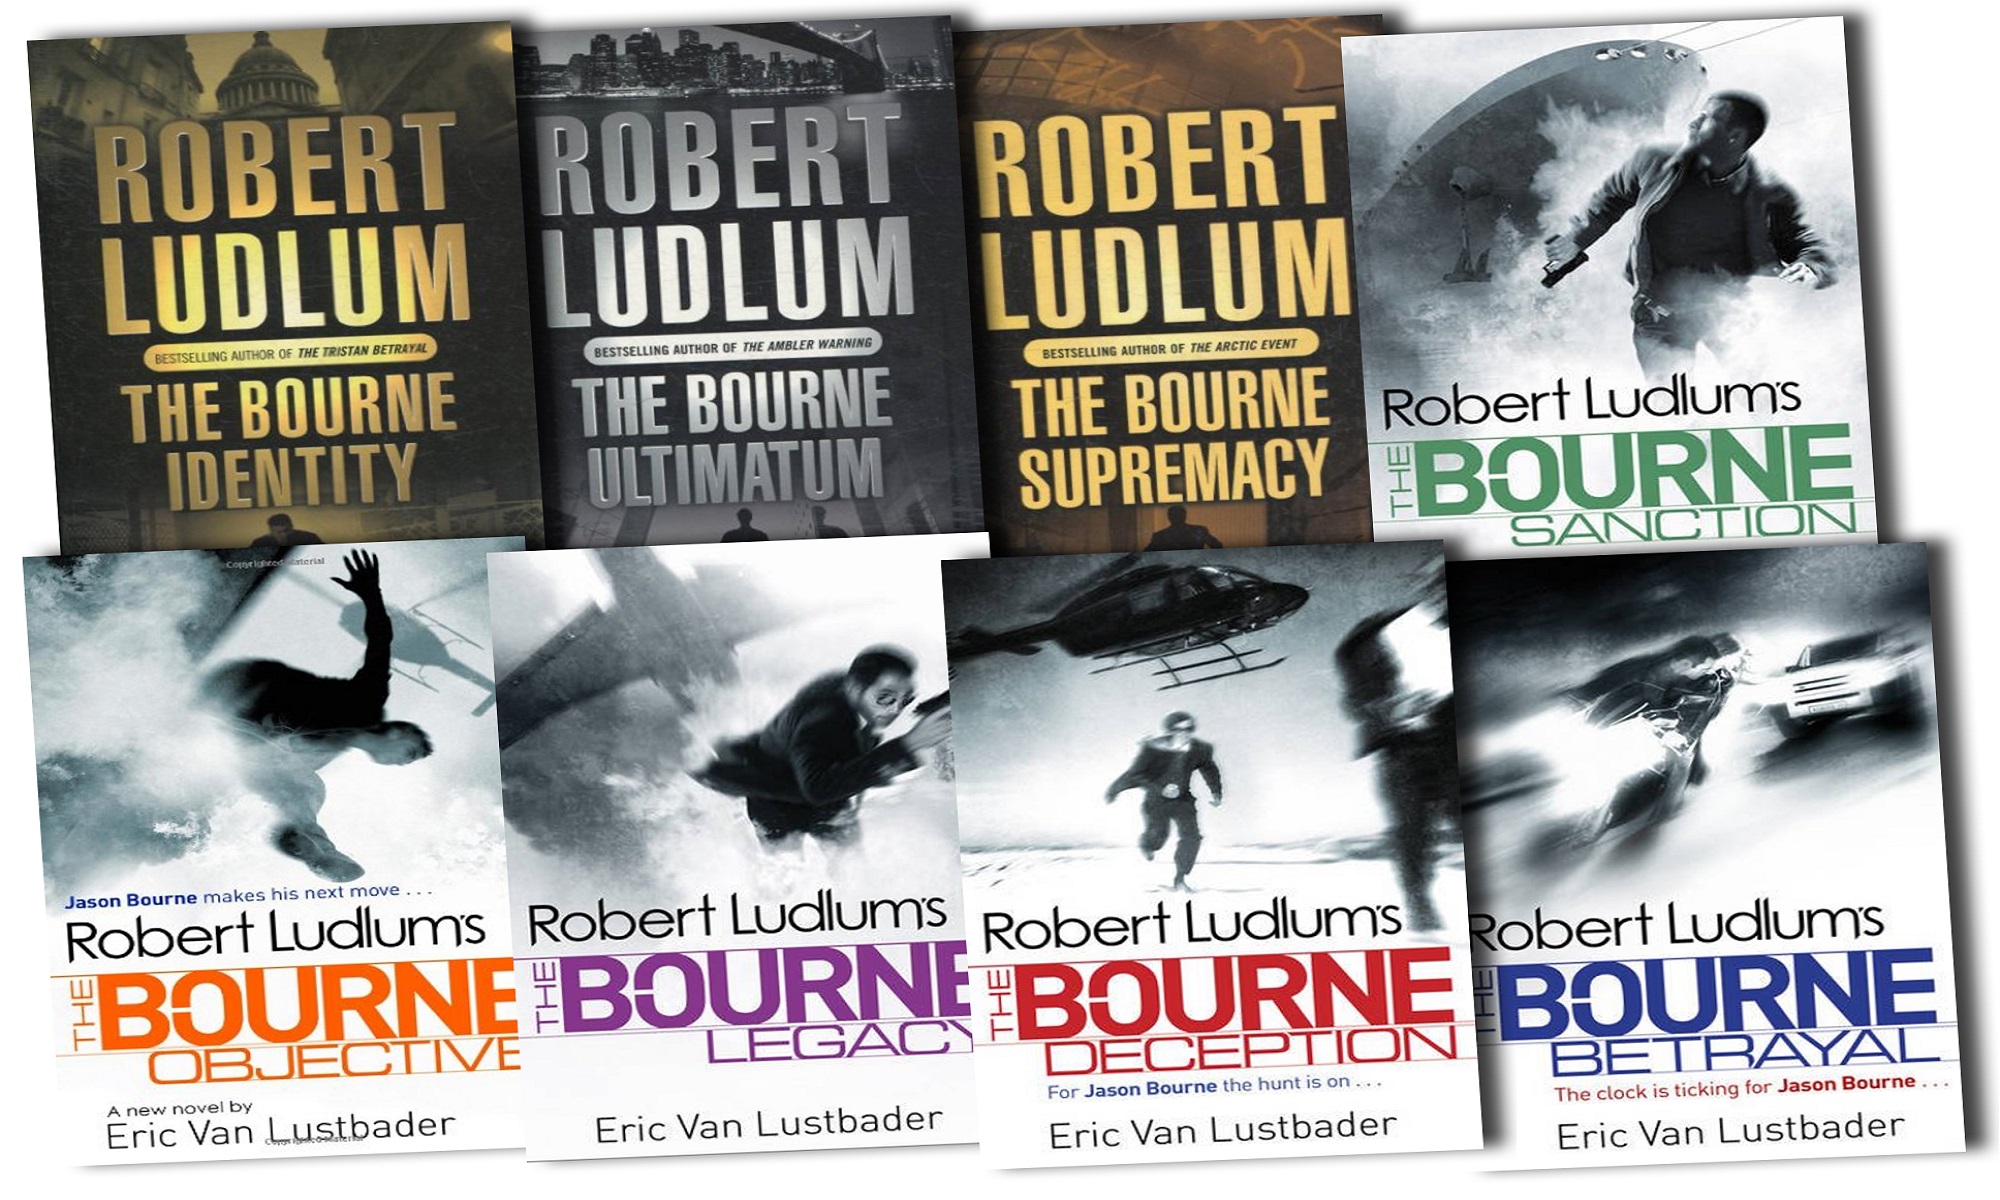 ROBERT
LUDLUM
BESTSELLING AUTHOR OF THE TRISTAN BETRAYAL
THE BOURNE
IDENTITY
ROBERT
LUDLUM
BESTSELLING AUTHOR OF THE AMBLER WARNING
THE BOURNE
ULTIMATUM
ROBERT
LUDLUM
BESTSELLING AUTHOR OF THE ARCTIC EVENT
THE BOURNE
SUPREMACY
Robert Ludlum's
THE BOURNE
SANCTION
Copyrighted Material
Jason Bourne makes his next move . . .
Robert Ludlum's
THE BOURNE
OBJECTIVE
A new novel by
Eric Van Lustbader
Copyrighted Material
Robert Ludlum's
THE BOURNE
LEGACY
Eric Van Lustbader
Robert Ludlum's
THE BOURNE
DECEPTION
For Jason Bourne the hunt is on . . .
Eric Van Lustbader
Robert Ludlum's
THE BOURNE
BETRAYAL
The clock is ticking for Jason Bourne . . .
Eric Van Lustbader